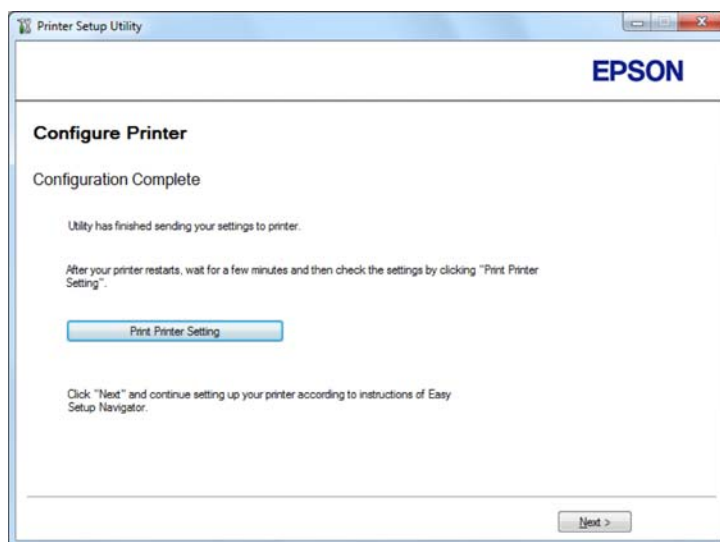 Printer Setup Utility
EPSON
Configure Printer
Configuration Complete
Utility has finished sending your settings to printer.
After your printer restarts, wait for a few minutes and then check the settings by clicking "Print Printer
Setting".
Print Printer Setting
Click "Next" and continue setting up your printer according to instructions of Easy
Setup Navigator.
Next >